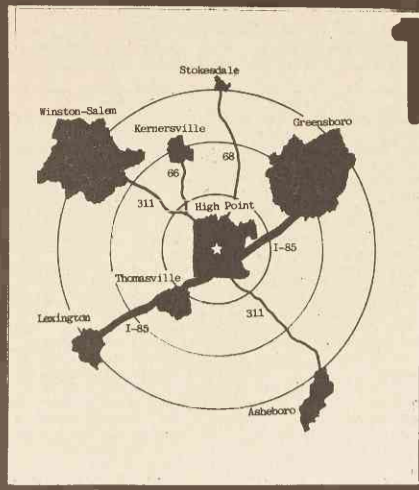 Stokesdale
Winston-Salem
Kernersville
Greensboro
68
66
311
High Point
I-85
Thomasville
311
Lexington
I-85
Asheboro